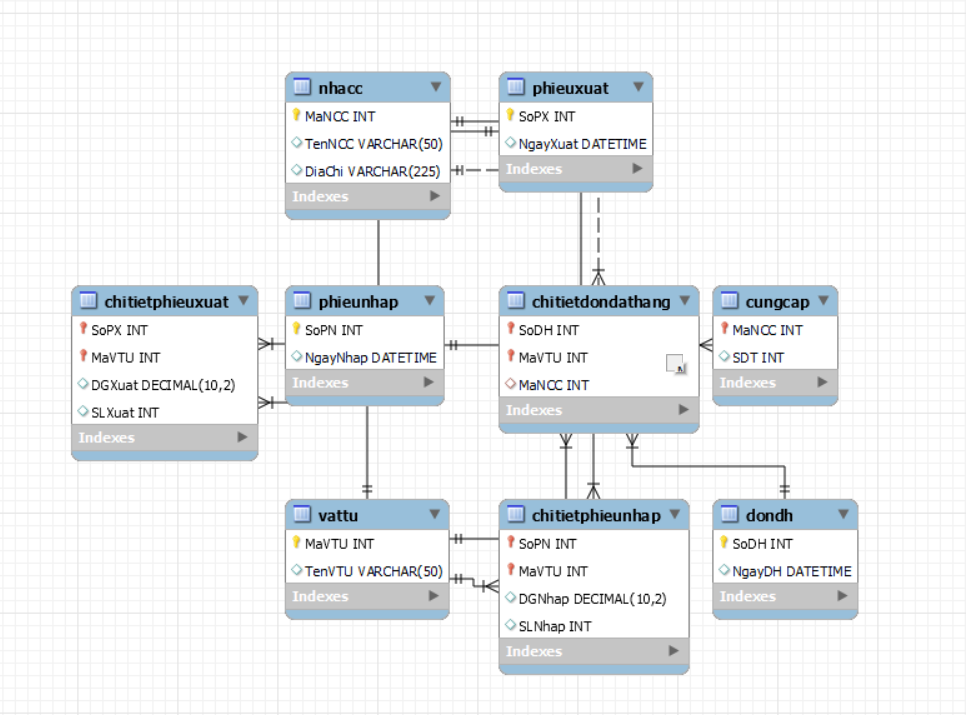 nhacc
MaNCC INT
TenNCC VARCHAR(50)
DiaChi VARCHAR(225)
Indexes
phieuxuat
SoPX INT
NgayXuat DATETIME
Indexes
chitietphieuxuat
SoPX INT
MaVTU INT
DGXuat DECIMAL(10,2)
SLXuat INT
Indexes
phieunhap
SoPN INT
NgayNhap DATETIME
Indexes
chitietdondathang
SoDH INT
MaVTU INT
MaNCC INT
Indexes
cungcap
MaNCC INT
SDT INT
Indexes
vattu
MaVTU INT
TenVTU VARCHAR(50)
Indexes
chitietphieunhap
SoPN INT
MaVTU INT
DGNhap DECIMAL(10,2)
SLNhap INT
Indexes
dondh
SoDH INT
NgayDH DATETIME
Indexes